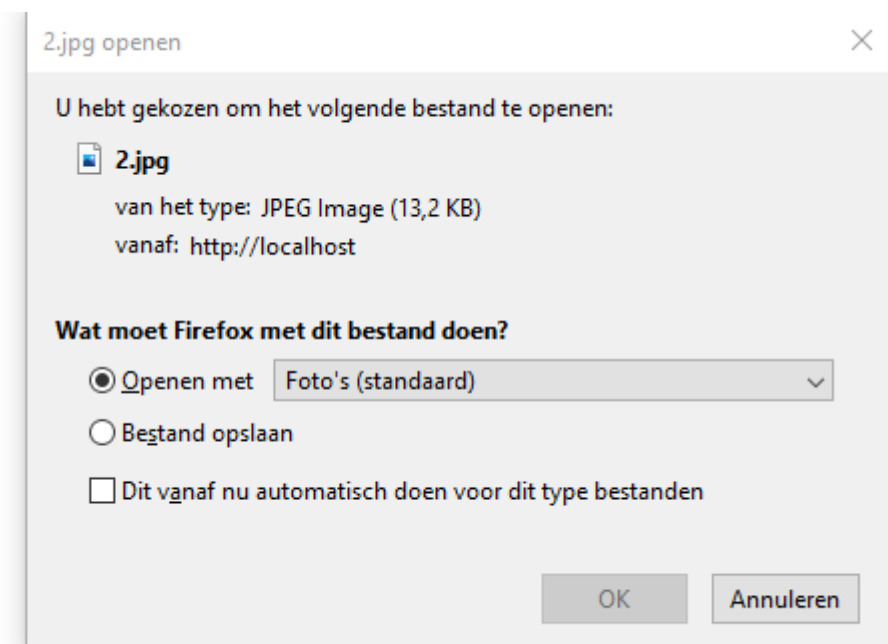 2.jpg openen
U hebt gekozen om het volgende bestand te openen:
2.jpg
van het type: JPEG Image (13,2 KB)
vanaf: http://localhost
Wat moet Firefox met dit bestand doen?
Openen met Foto's (standaard)
Bestand opslaan
Dit vanaf nu automatisch doen voor dit type bestanden
OK Annuleren